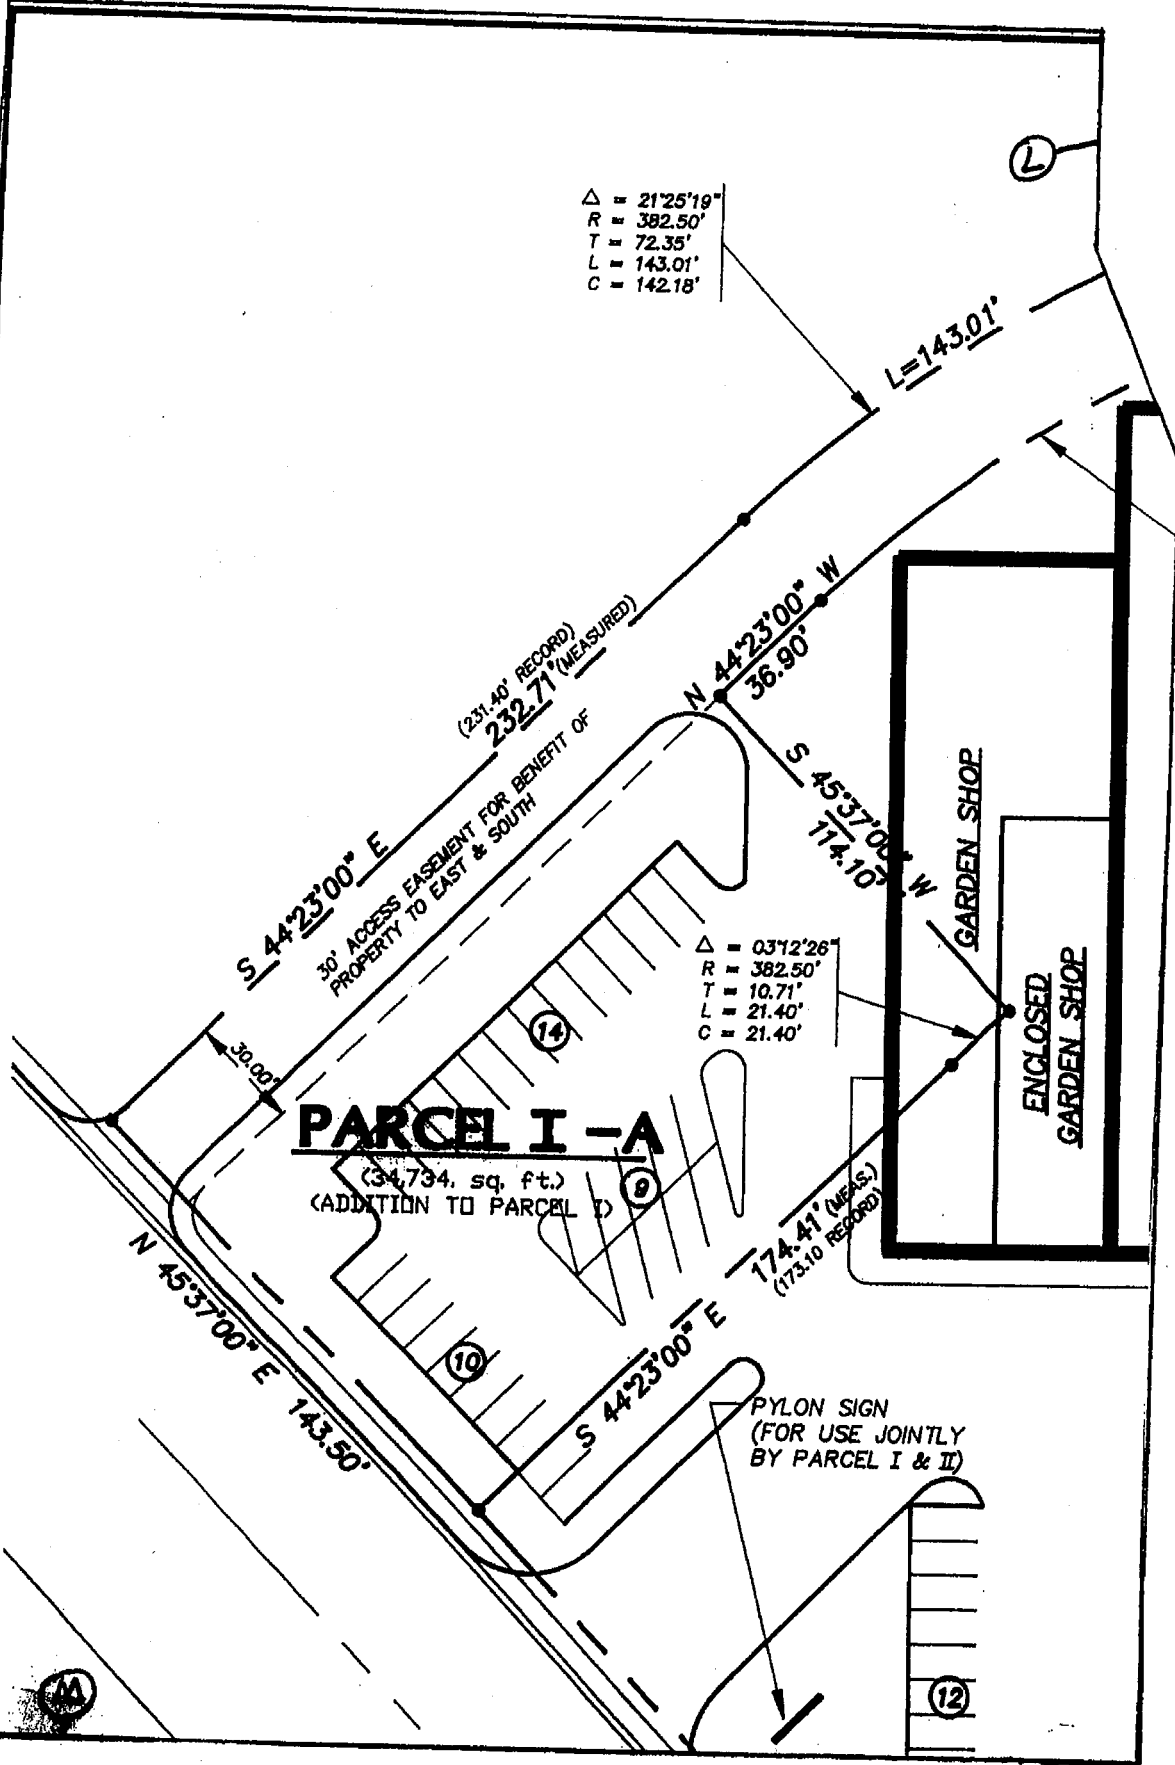 L
Δ = 21°25'19"
R = 382.50'
T = 72.35'
L = 143.01'
C = 142.18'
L=143.01'
(231.40' RECORD)
232.71' (MEASURED)
S 44°23'00" E
30' ACCESS EASEMENT FOR BENEFIT OF
PROPERTY TO EAST & SOUTH
30.00'
N 44°23'00" W
36.90'
S 45°37'00" W
114.10'
GARDEN SHOP
ENCLOSED
GARDEN SHOP
Δ = 03°12'26"
R = 382.50'
T = 10.71'
L = 21.40'
C = 21.40'
14
PARCEL I-A
(34,734. sq. ft.)
(ADDITION TO PARCEL I)
9
174.41' (MEAS.)
(173.10 RECORD)
S 44°23'00" E
N 45°37'00" E 143.50'
10
PYLON SIGN
(FOR USE JOINTLY
BY PARCEL I & II)
12
M